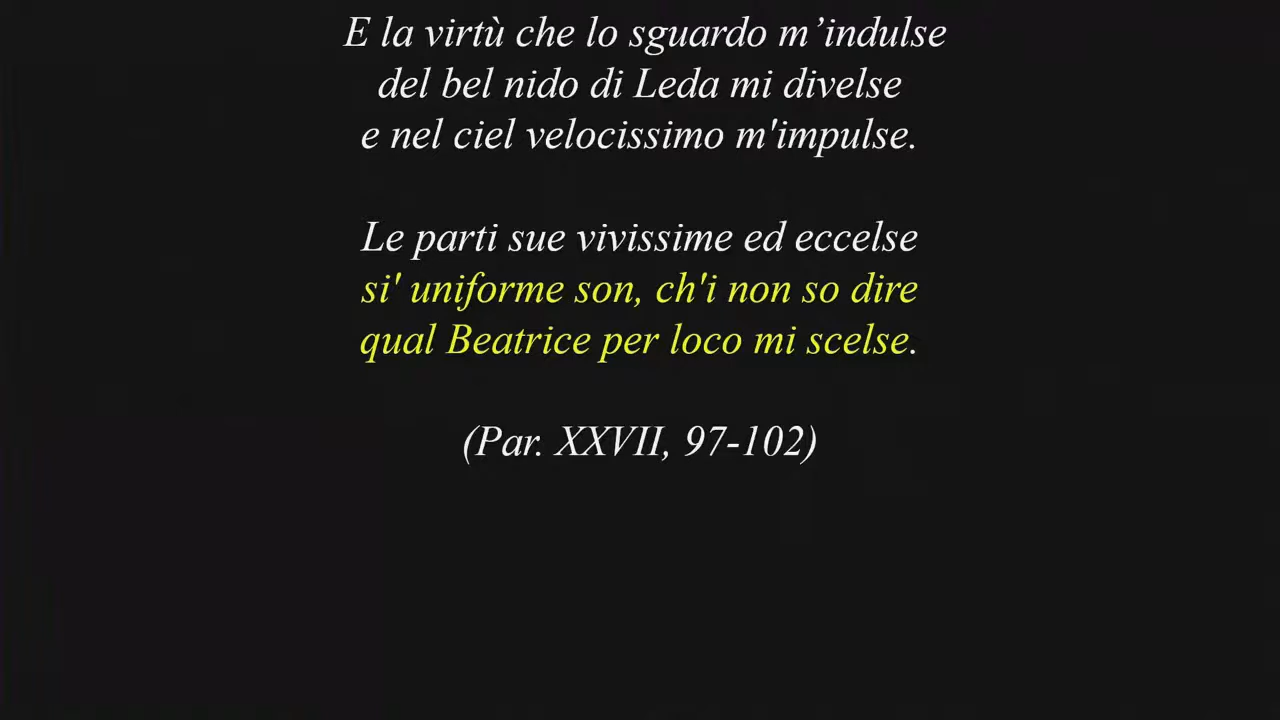 E la virtù che lo sguardo m’indulse
del bel nido di Leda mi divelse
e nel ciel velocissimo m'impulse.
Le parti sue vivissime ed eccelse
si' uniforme son, ch'i non so dire
qual Beatrice per loco mi scelse.
(Par. XXVII, 97-102)